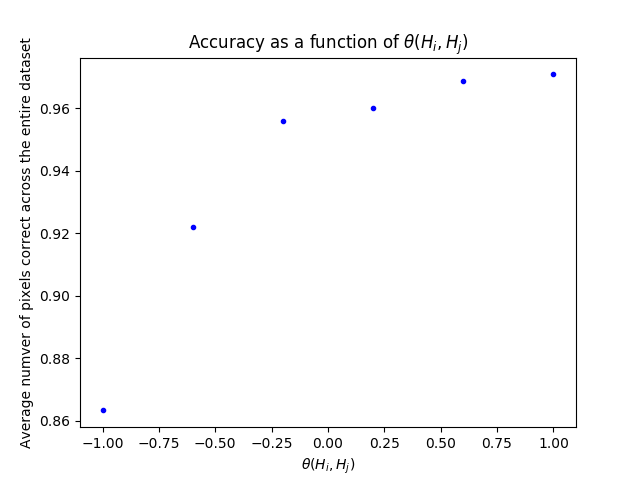 Accuracy as a function of θ(H_i, H_j)
Average numver of pixels correct across the entire dataset
0.96
0.94
0.92
0.90
0.88
0.86
−1.00 −0.75 −0.50 −0.25 0.00 0.25 0.50 0.75 1.00
θ(H_i, H_j)